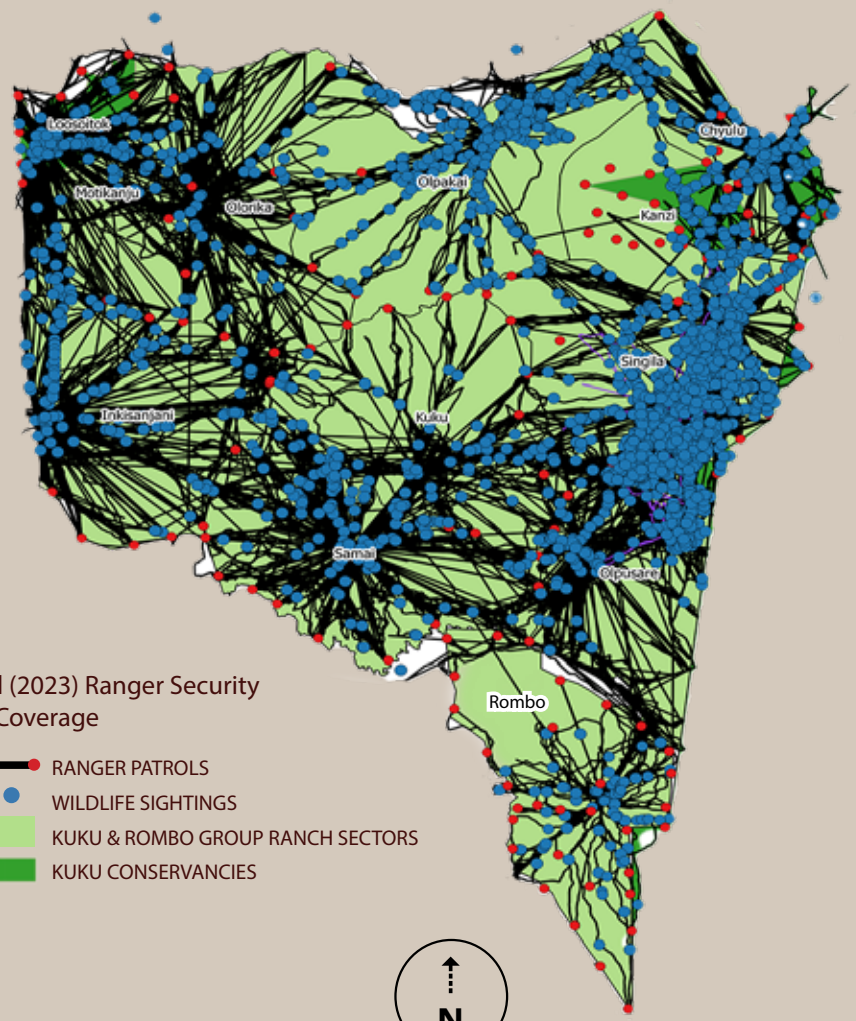 Loosoitok
Chyulu
Motikanju
Olpakai
Olorika
Kanzi
Singila
Inkisanjani
Kuku
Samai
Olpusare
Rombo
(2023) Ranger Security
Coverage
RANGER PATROLS
WILDLIFE SIGHTINGS
KUKU & ROMBO GROUP RANCH SECTORS
KUKU CONSERVANCIES
N